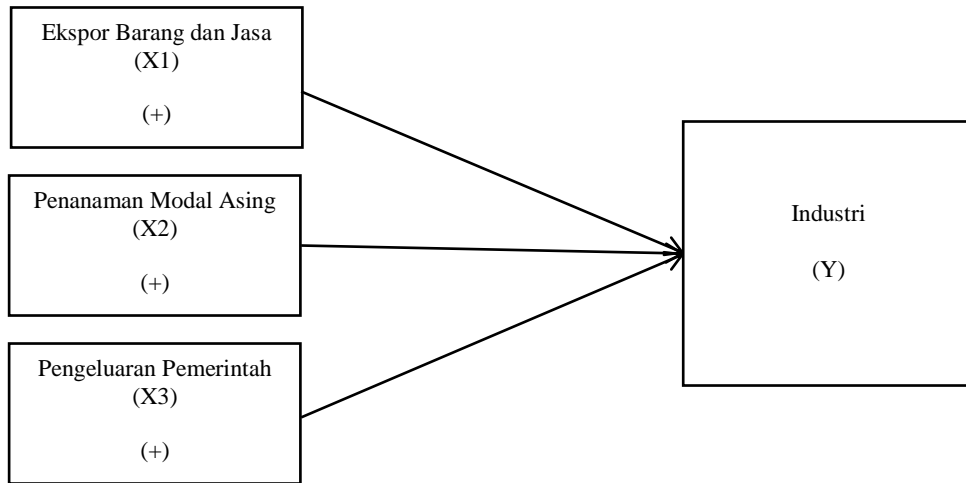 Ekspor Barang dan Jasa
(X1)
(+)
Penanaman Modal Asing
(X2)
(+)
Pengeluaran Pemerintah
(X3)
(+)
Industri
(Y)